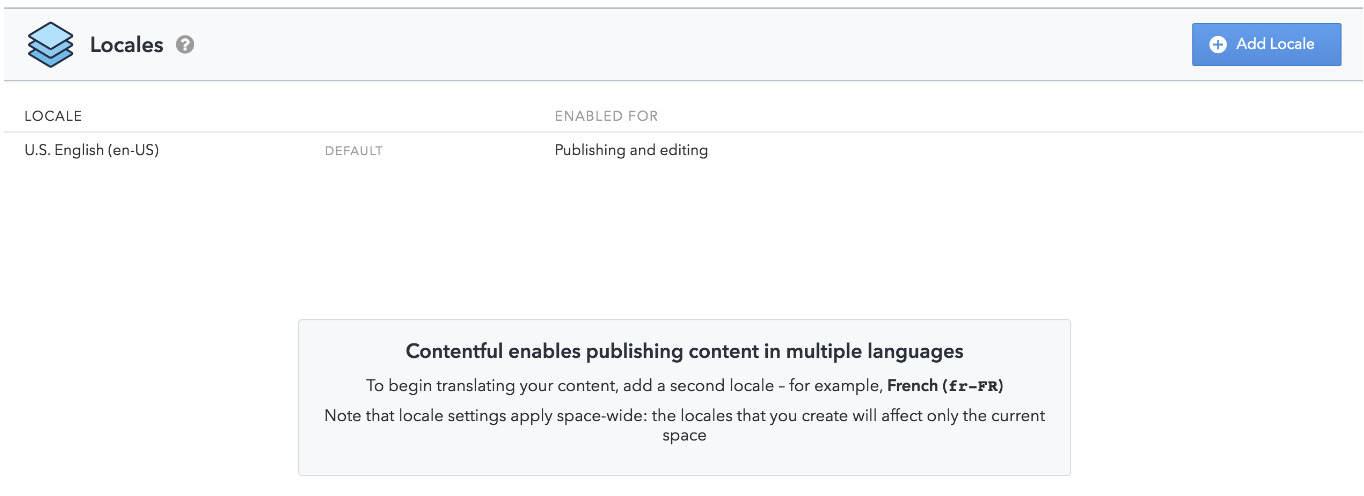 Locales ?
Add Locale
LOCALE ENABLED FOR
U.S. English (en-US) DEFAULT Publishing and editing
Contentful enables publishing content in multiple languages
To begin translating your content, add a second locale – for example, French (fr-FR)
Note that locale settings apply space-wide: the locales that you create will affect only the current
space